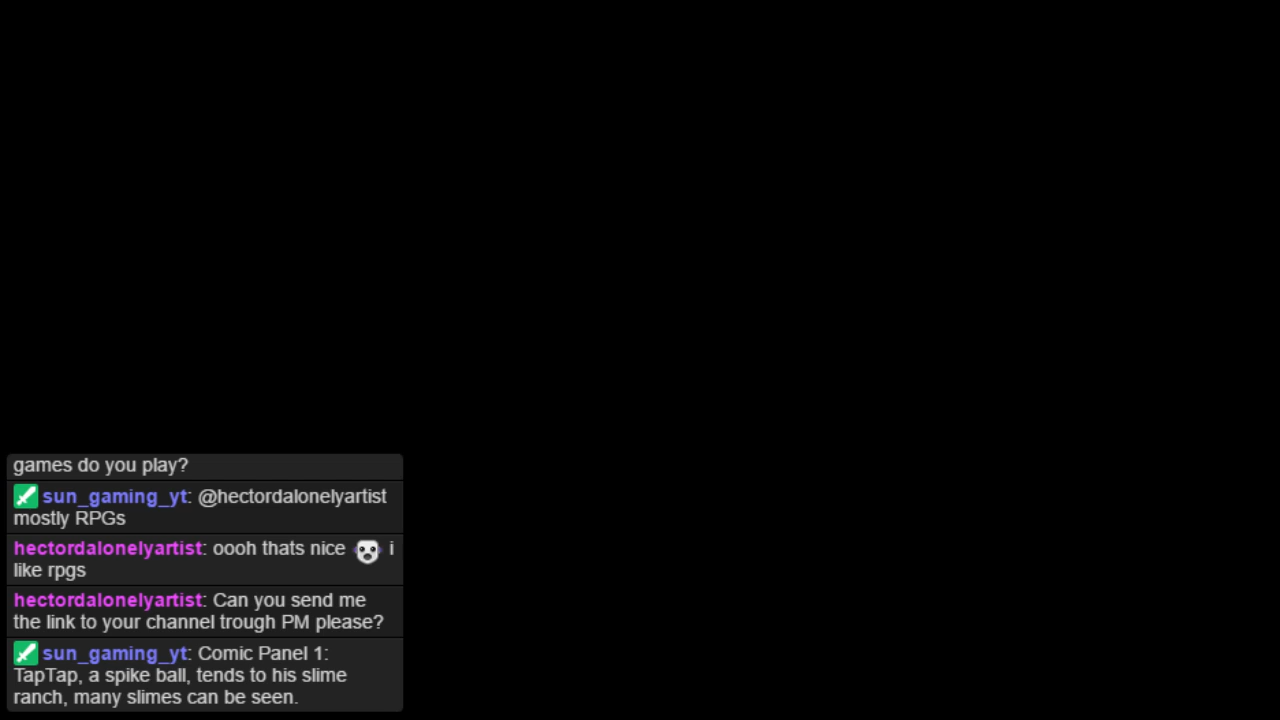 games do you play?
sun_gaming_yt: @hectordalonelyartist
mostly RPGs
hectordalonelyartist: oooh thats nice i
like rpgs
hectordalonelyartist: Can you send me
the link to your channel trough PM please?
sun_gaming_yt: Comic Panel 1:
TapTap, a spike ball, tends to his slime
ranch, many slimes can be seen.